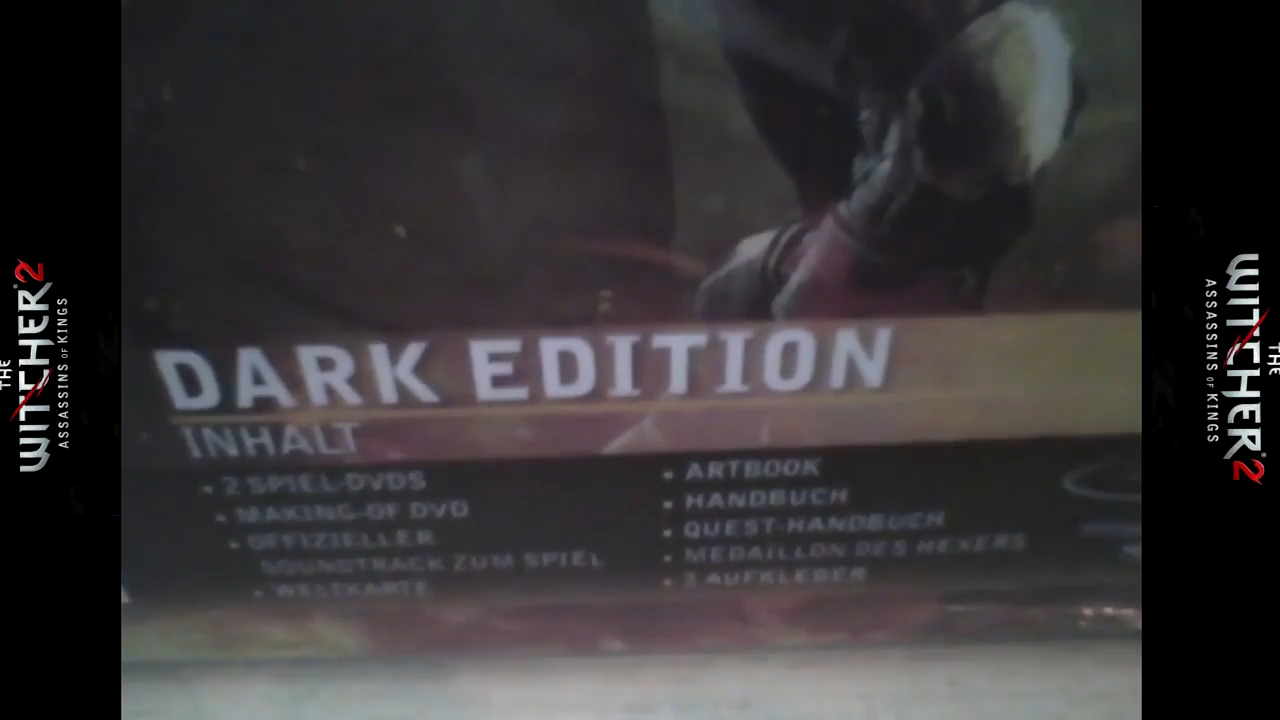 THE
WITCHER 2
ASSASSINS OF KINGS
DARK EDITION
INHALT
• 2 SPIEL-DVDS
• MAKING-OF DVD
• OFFIZIELLER
SOUNDTRACK ZUM SPIEL
• WELTKARTE
• ARTBOOK
• HANDBUCH
• QUEST-HANDBUCH
• MEDAILLON DES HEXERS
• 3 AUFKLEBER
THE
WITCHER 2
ASSASSINS OF KINGS